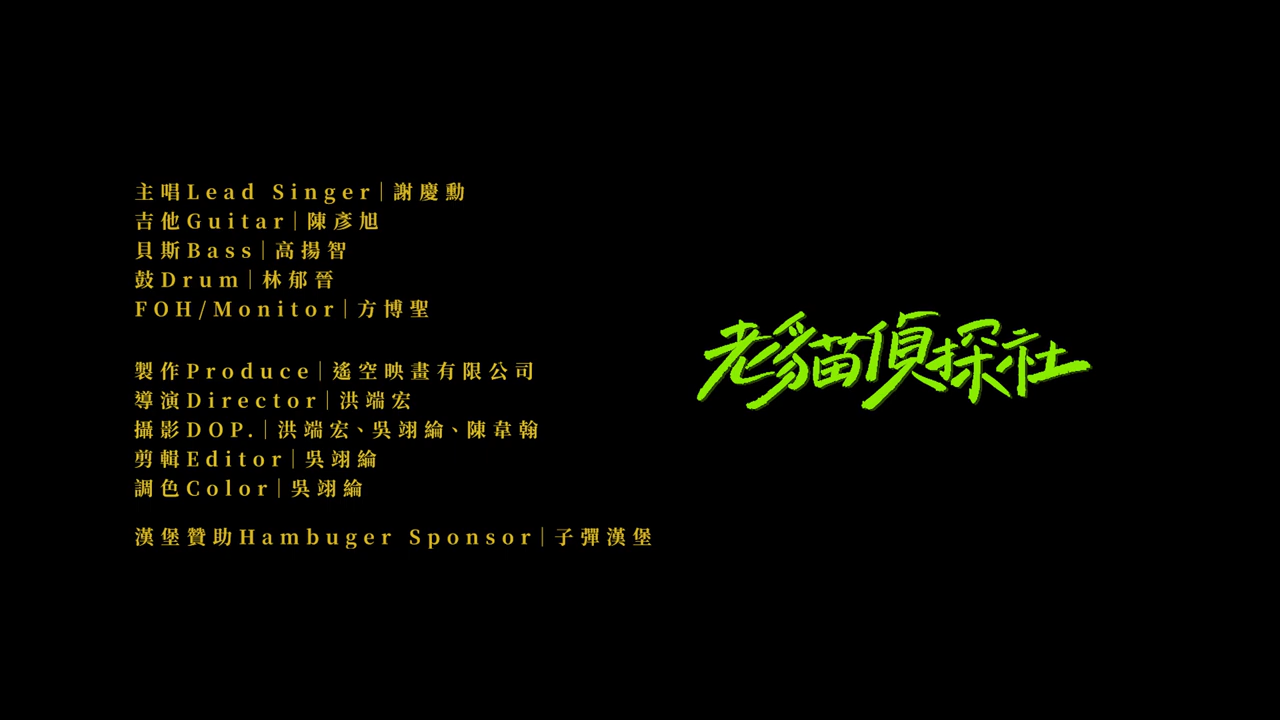 主唱Lead Singer｜謝慶勳
吉他Guitar｜陳彥旭
貝斯Bass｜高揚智
鼓Drum｜林郁晉
FOH/Monitor｜方博聖
製作Produce｜遙空映畫有限公司
導演Director｜洪端宏
攝影DOP.｜洪端宏、吳翊綸、陳韋翰
剪輯Editor｜吳翊綸
調色Color｜吳翊綸
漢堡贊助Hambuger Sponsor｜子彈漢堡
老貓偵探社